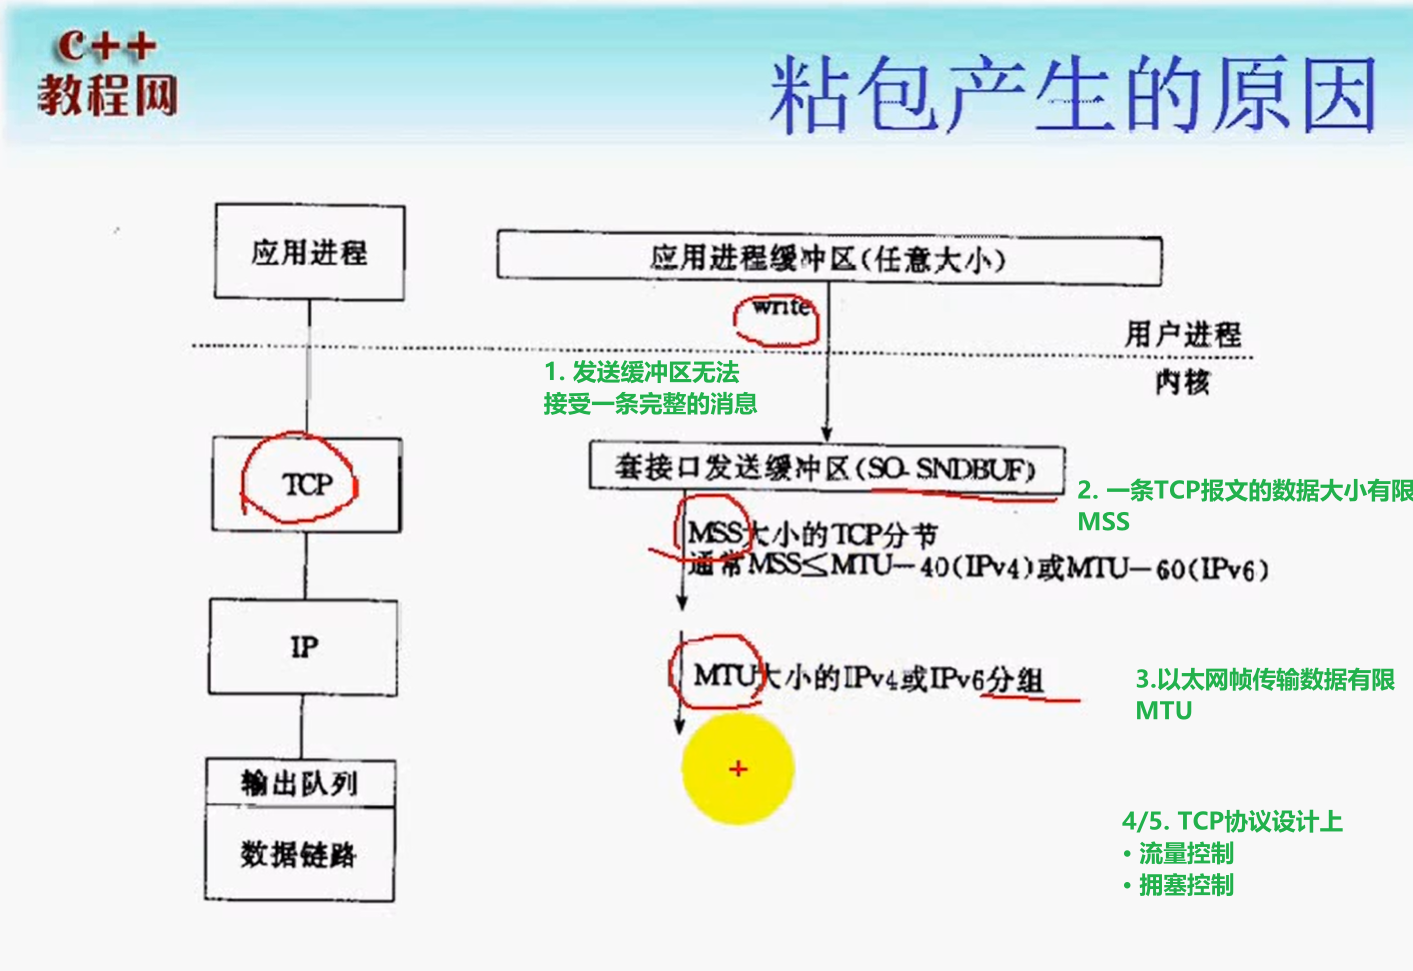 C++
教程网
粘包产生的原因
应用进程
应用进程缓冲区(任意大小)
write
用户进程
内核
1. 发送缓冲区无法
接受一条完整的消息
TCP
套接口发送缓冲区(SO-SNDBUF)
2. 一条TCP报文的数据大小有限
MSS
MSS大小的TCP分节
通常MSS≤MTU-40(IPv4)或MTU-60(IPv6)
IP
MTU大小的IPv4或IPv6分组
3.以太网帧传输数据有限
MTU
输出队列
数据链路
4/5. TCP协议设计上
• 流量控制
• 拥塞控制